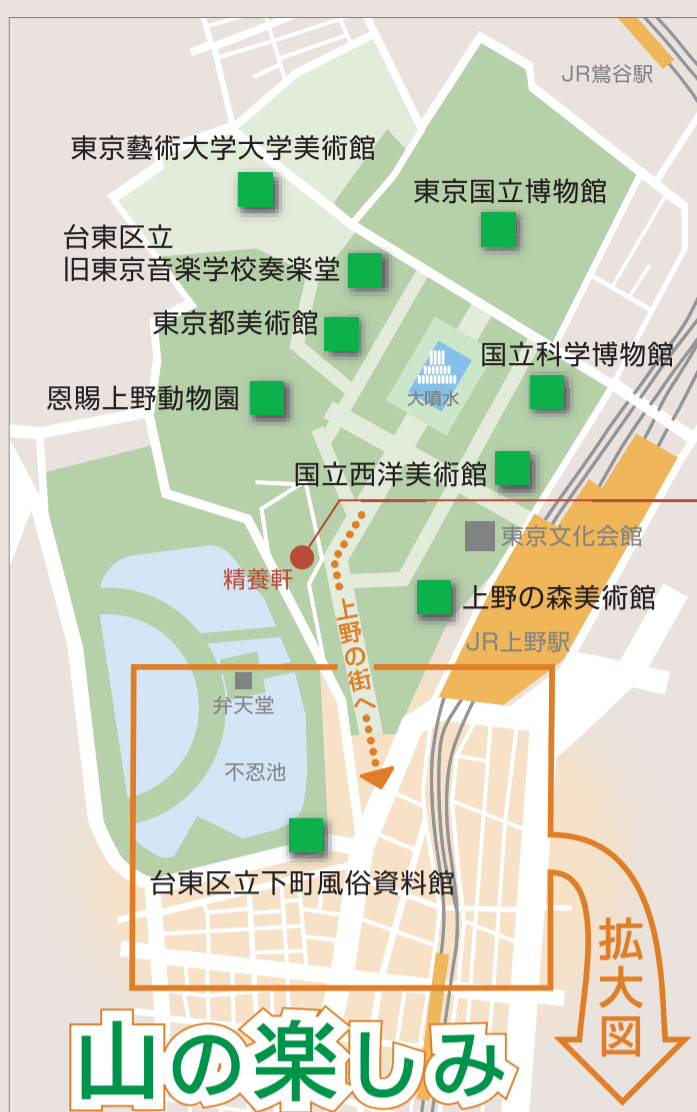 JR鶯谷駅
東京藝術大学大学美術館
東京国立博物館
台東区立
旧東京音楽学校奏楽堂
東京都美術館
国立科学博物館
恩賜上野動物園
大噴水
国立西洋美術館
東京文化会館
精養軒
上野の森美術館
上野の街へ
JR上野駅
弁天堂
不忍池
台東区立下町風俗資料館
拡大図
山の楽しみ